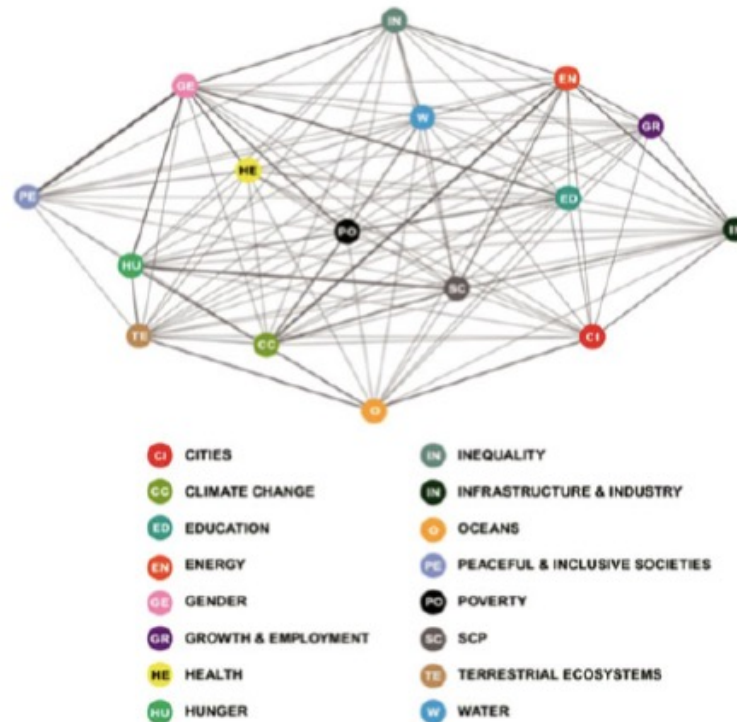 IN
EN
GE
W
GR
HE
PE
ED
PO
HU
SC
TE
CC
CI
O
CI CITIES
CC CLIMATE CHANGE
ED EDUCATION
EN ENERGY
GE GENDER
GR GROWTH & EMPLOYMENT
HE HEALTH
HU HUNGER
IN INEQUALITY
IN INFRASTRUCTURE & INDUSTRY
O OCEANS
PE PEACEFUL & INCLUSIVE SOCIETIES
PO POVERTY
SC SCP
TE TERRESTRIAL ECOSYSTEMS
W WATER